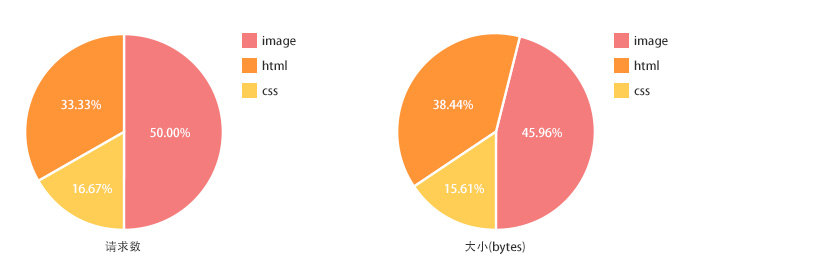 image
html
css
33.33%
50.00%
16.67%
请求数
image
html
css
38.44%
45.96%
15.61%
大小(bytes)